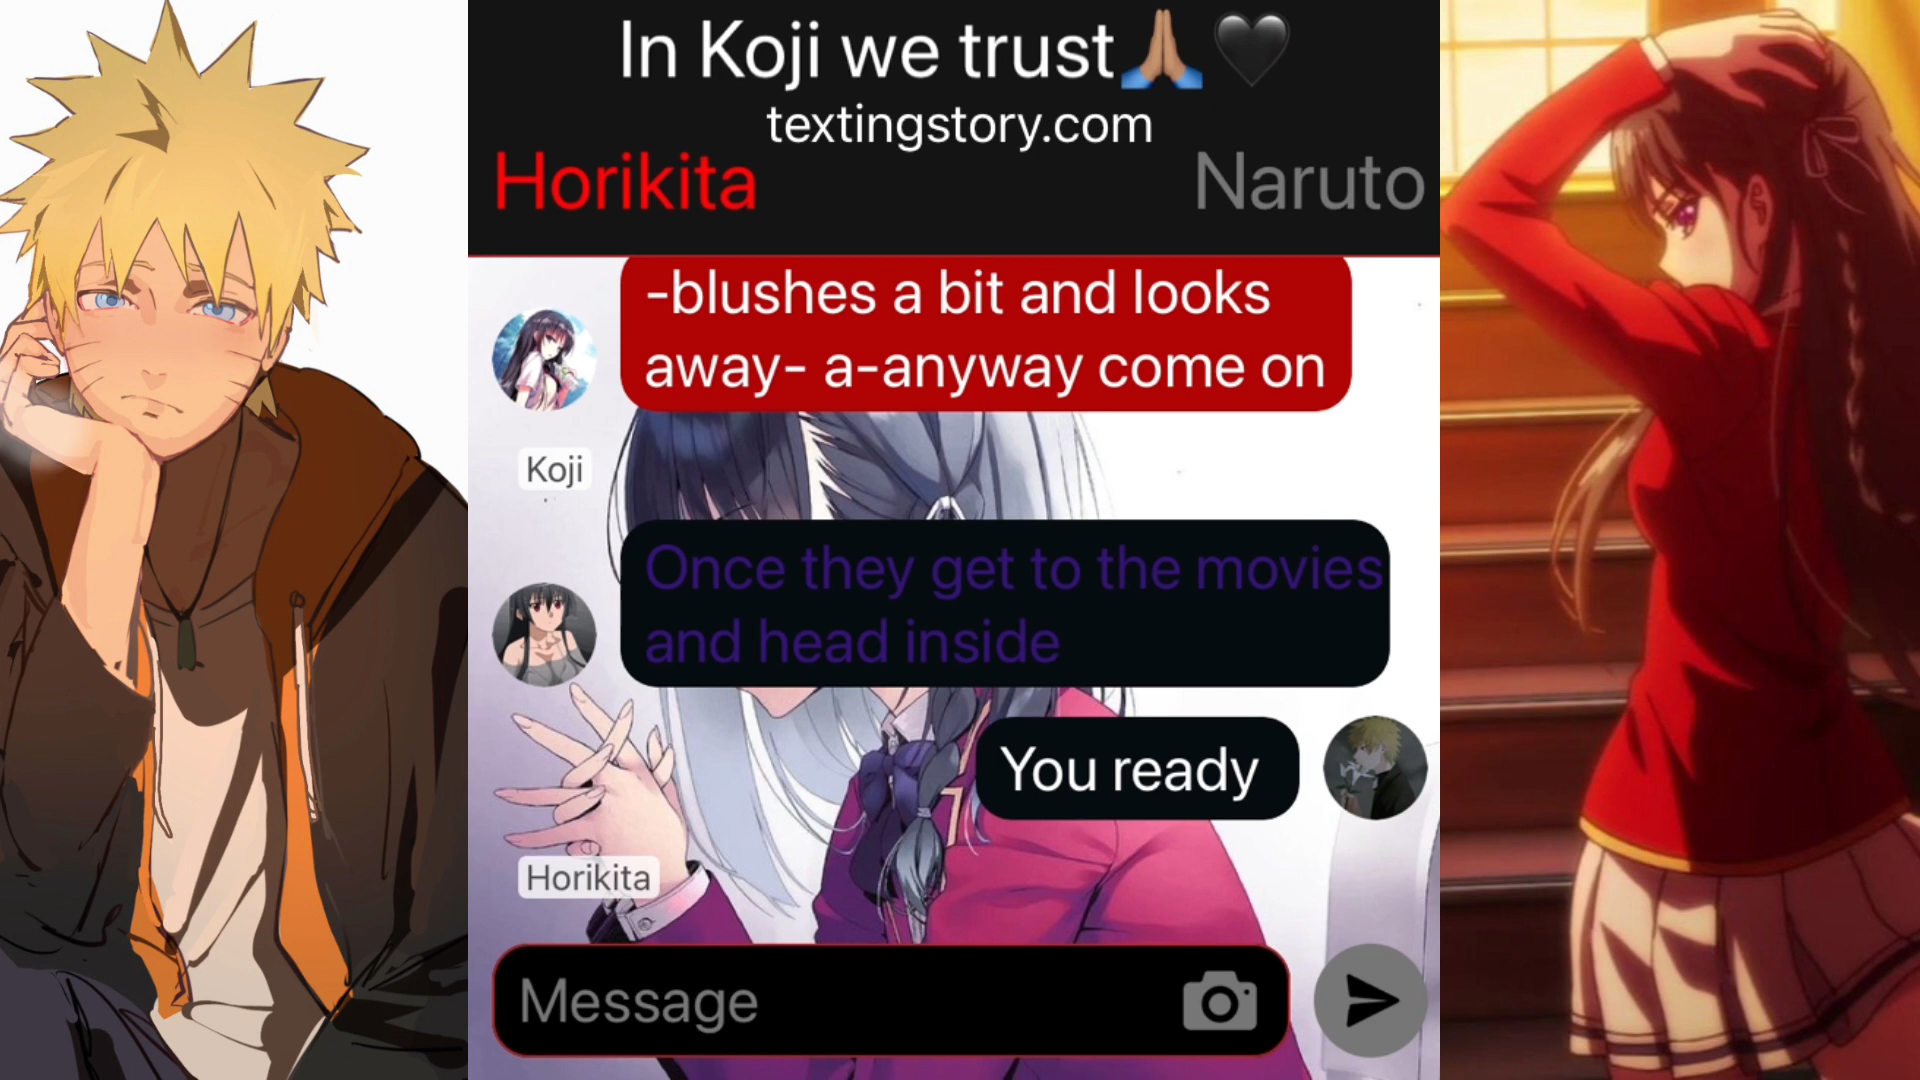 In Koji we trust🙏🏽🖤
textingstory.com
Horikita
Naruto
-blushes a bit and looks
away- a-anyway come on
Koji
Once they get to the movies
and head inside
You ready
Horikita
Message